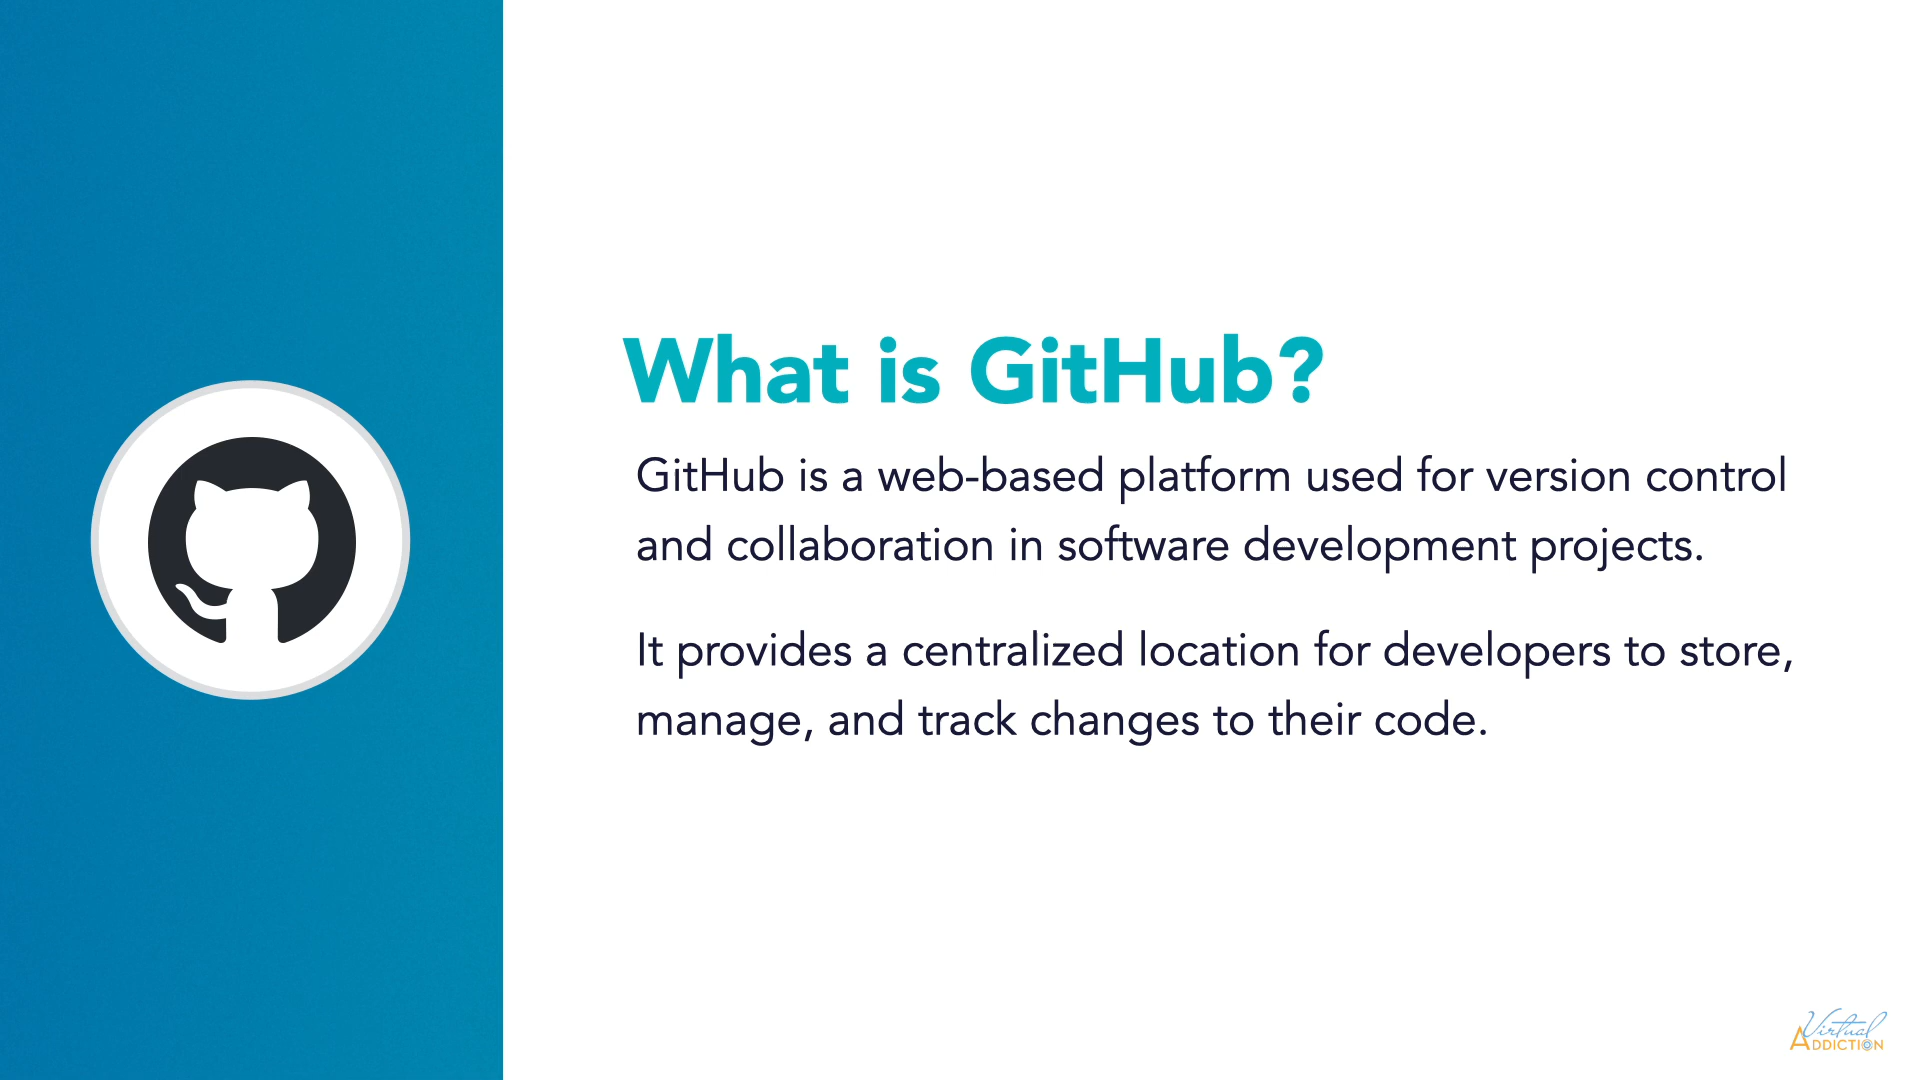 What is GitHub?
GitHub is a web-based platform used for version control
and collaboration in software development projects.
It provides a centralized location for developers to store,
manage, and track changes to their code.
Virtual
ADDICTION